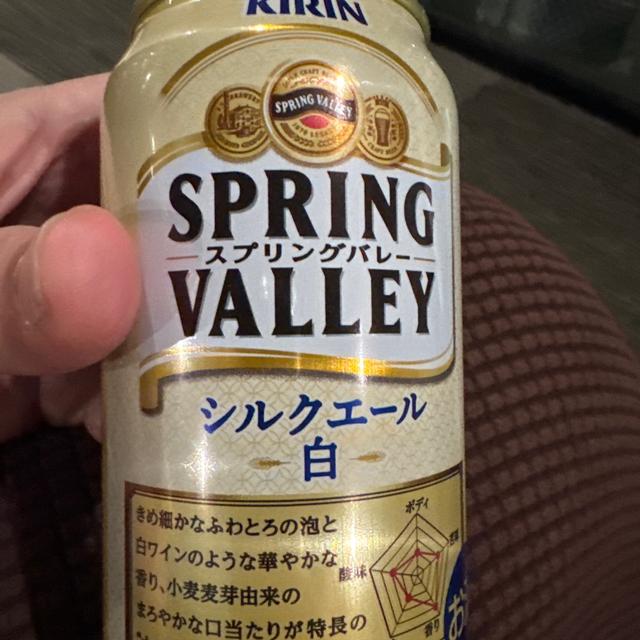 KIRIN
SPRING VALLEY
SPRING
スプリングバレー
VALLEY
シルクエール
白
きめ細かなふわとろの泡と
白ワインのような華やかな
香り、小麦麦芽由来の
まろやかな口当たりが特長の
ボディ
酸味
香り
お